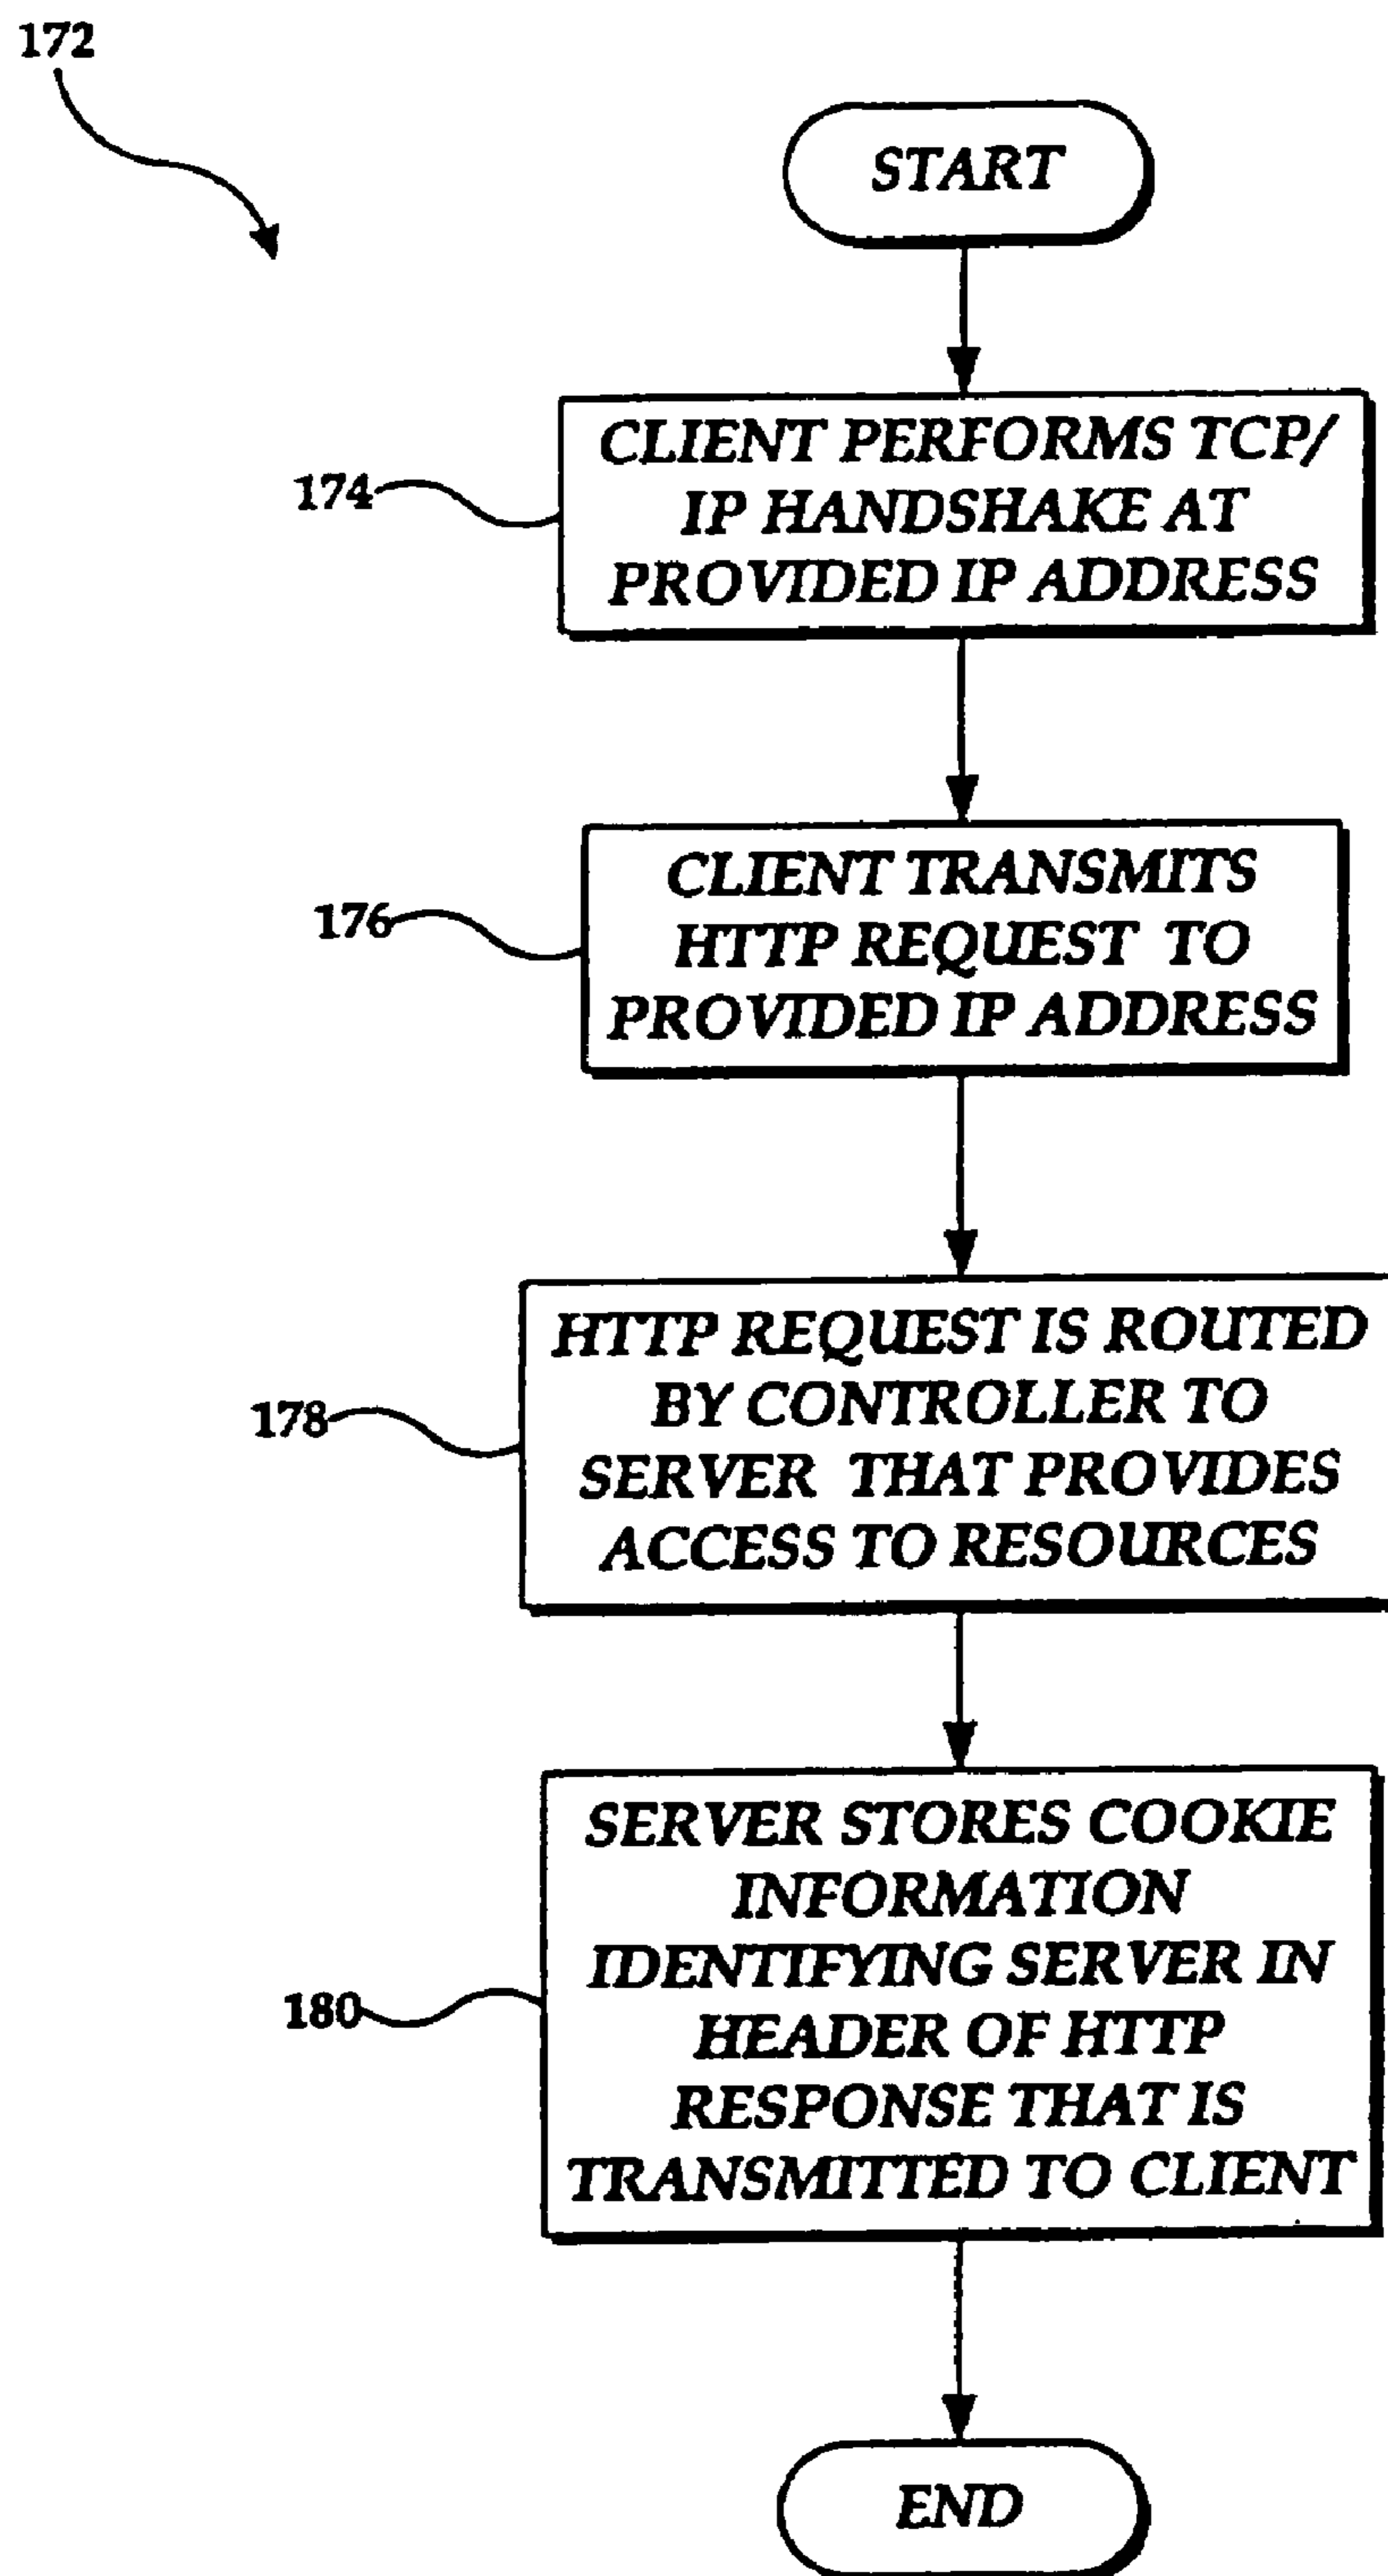 172
START
174
CLIENT PERFORMS TCP/
IP HANDSHAKE AT
PROVIDED IP ADDRESS
176
CLIENT TRANSMITS
HTTP REQUEST TO
PROVIDED IP ADDRESS
178
HTTP REQUEST IS ROUTED
BY CONTROLLER TO
SERVER THAT PROVIDES
ACCESS TO RESOURCES
180
SERVER STORES COOKIE
INFORMATION
IDENTIFYING SERVER IN
HEADER OF HTTP
RESPONSE THAT IS
TRANSMITTED TO CLIENT
END